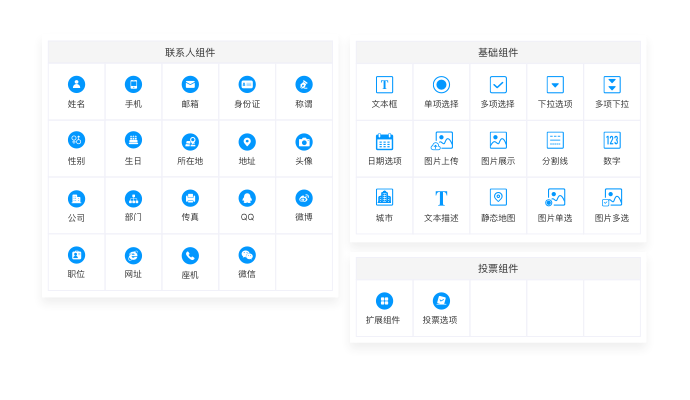 联系人组件
姓名 手机 邮箱 身份证 称谓
性别 生日 所在地 地址 头像
公司 部门 传真 QQ 微博
职位 网址 座机 微信
基础组件
T
文本框 单项选择 多项选择 下拉选项 多项下拉
123
日期选项 图片上传 图片展示 分割线 数字
T
城市 文本描述 静态地图 图片单选 图片多选
投票组件
扩展组件 投票选项